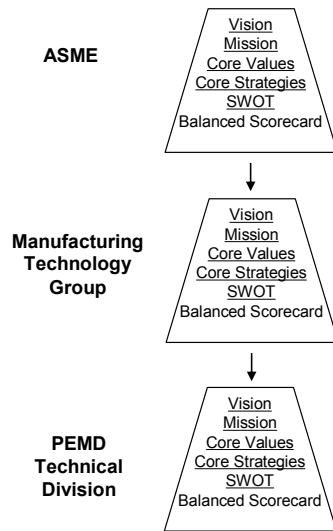 ASME
Vision
Mission
Core Values
Core Strategies
SWOT
Balanced Scorecard
Manufacturing
Technology
Group
Vision
Mission
Core Values
Core Strategies
SWOT
Balanced Scorecard
PEMD
Technical
Division
Vision
Mission
Core Values
Core Strategies
SWOT
Balanced Scorecard